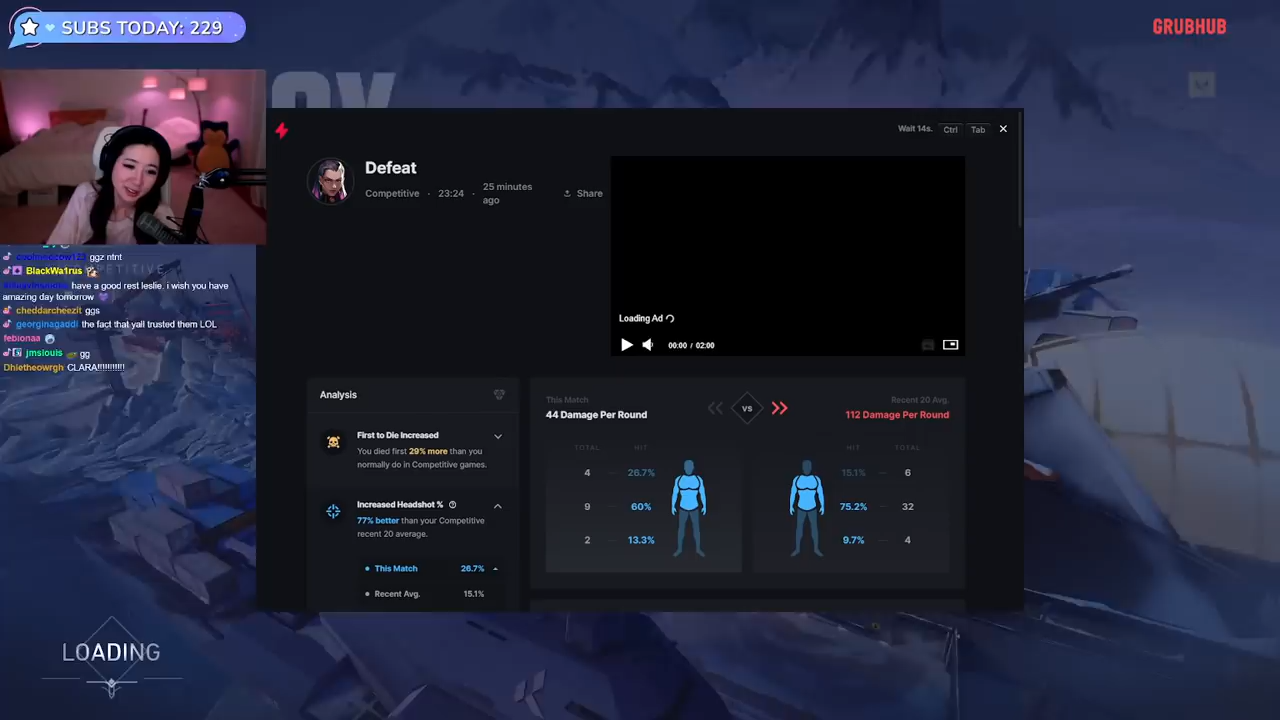 SUBS TODAY: 229
GRUBHUB
Wait 14s. Ctrl Tab
Defeat
Competitive · 23:24 · 25 minutes ago
Share
Loading Ad
00:00 / 02:00
ggz ntnt
BlackWa1rus
have a good rest leslie. i wish you have
amazing day tomorrow
cheddarcheezit ggs
georginagaddi the fact that yall trusted them LOL
febionaa
jmslouis gg
Dhietheowrgh CLARA!!!!!!!!!!!
Analysis
First to Die Increased
You died first 29% more than you
normally do in Competitive games.
Increased Headshot %
77% better than your Competitive
recent 20 average.
This Match 26.7%
Recent Avg. 15.1%
This Match
44 Damage Per Round
vs
Recent 20 Avg.
112 Damage Per Round
TOTAL HIT
HIT TOTAL
4 26.7%
15.1% 6
9 60%
75.2% 32
2 13.3%
9.7% 4
LOADING